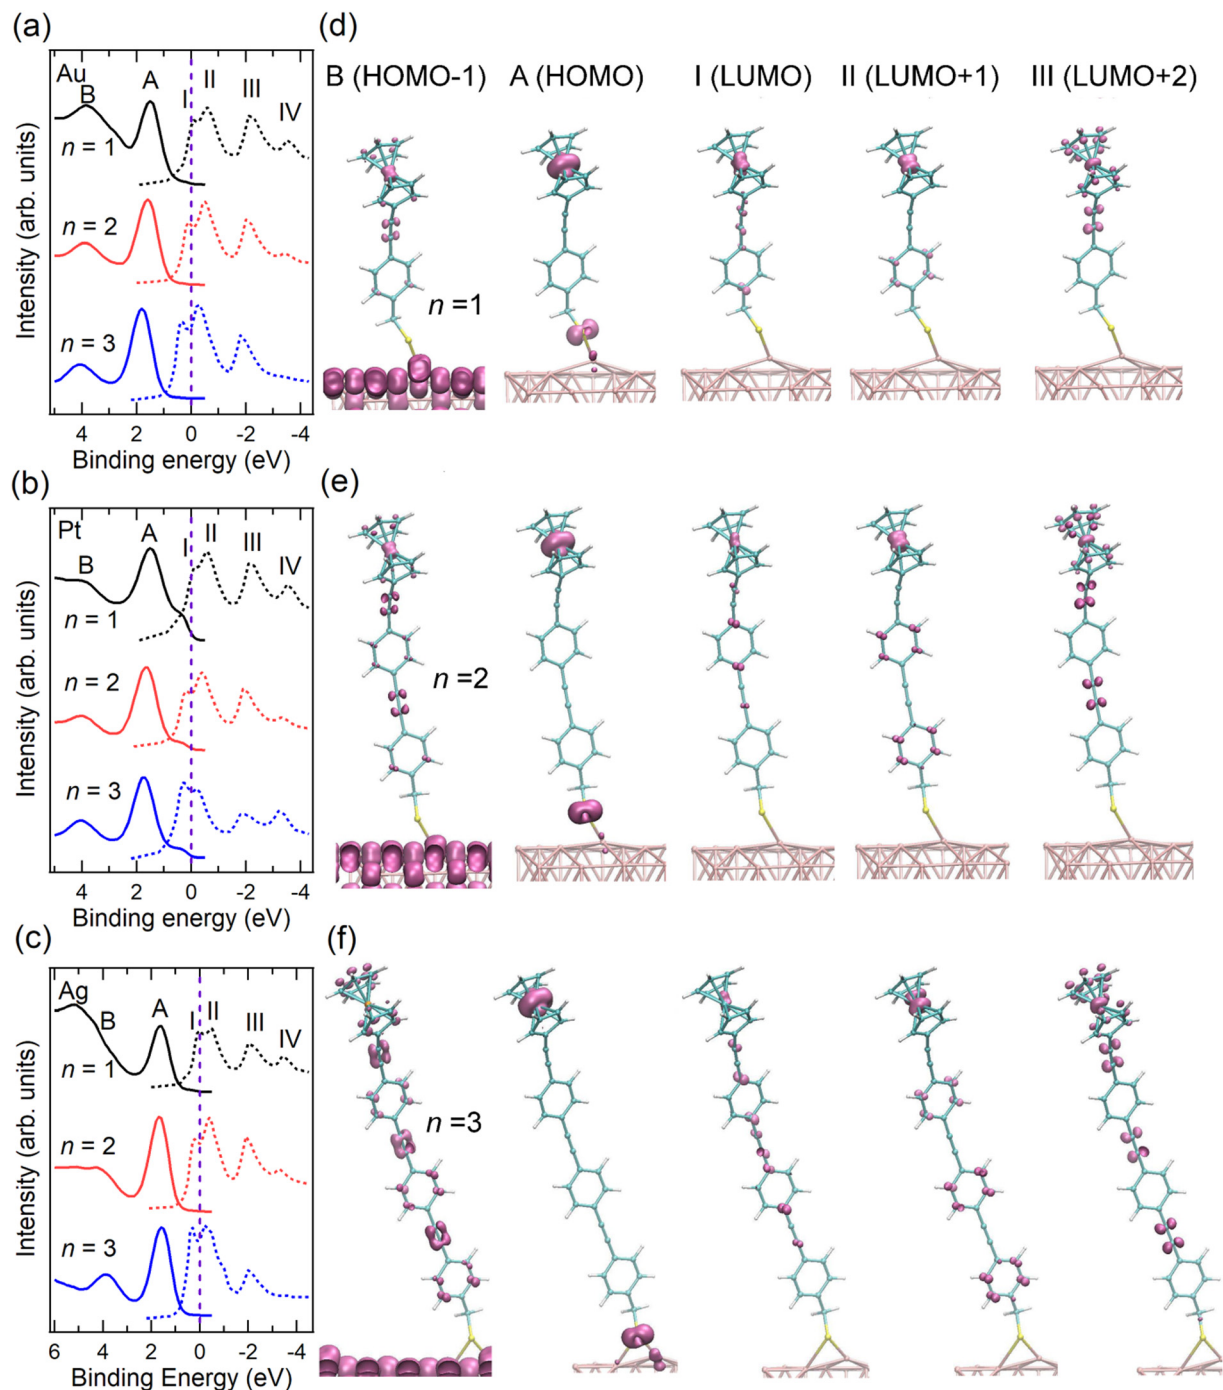 (a)
Intensity (arb. units)
Au
B
A
I
II
III
IV
n = 1
n = 2
n = 3
4 2 0 -2 -4
Binding energy (eV)
(b)
Intensity (arb. units)
Pt
B
A
I
II
III
IV
n = 1
n = 2
n = 3
4 2 0 -2 -4
Binding energy (eV)
(c)
Intensity (arb. units)
Ag
B
A
I
II
III
IV
n = 1
n = 2
n = 3
6 4 2 0 -2 -4
Binding Energy (eV)
(d)
B (HOMO-1) A (HOMO) I (LUMO) II (LUMO+1) III (LUMO+2)
n =1
(e)
n =2
(f)
n =3